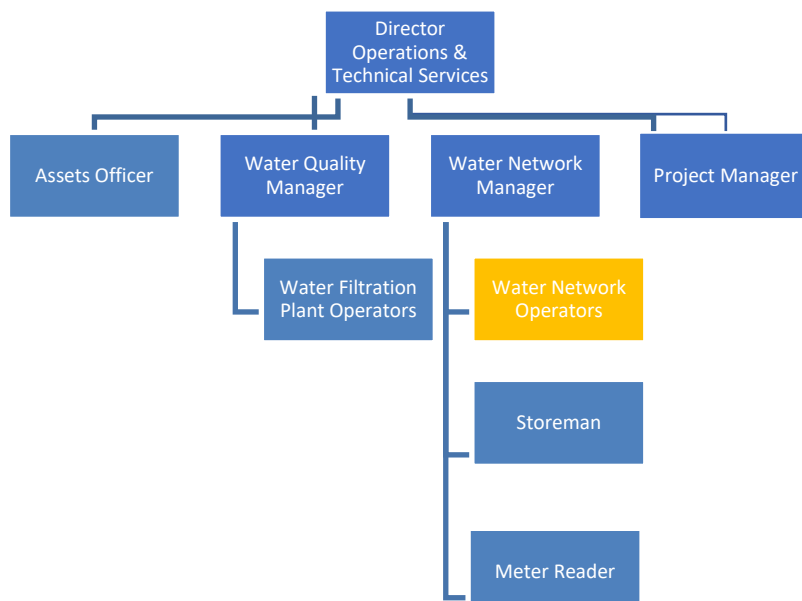 Director
Operations &
Technical Services
Assets Officer
Water Quality
Manager
Water Network
Manager
Project Manager
Water Filtration
Plant Operators
Water Network
Operators
Storeman
Meter Reader